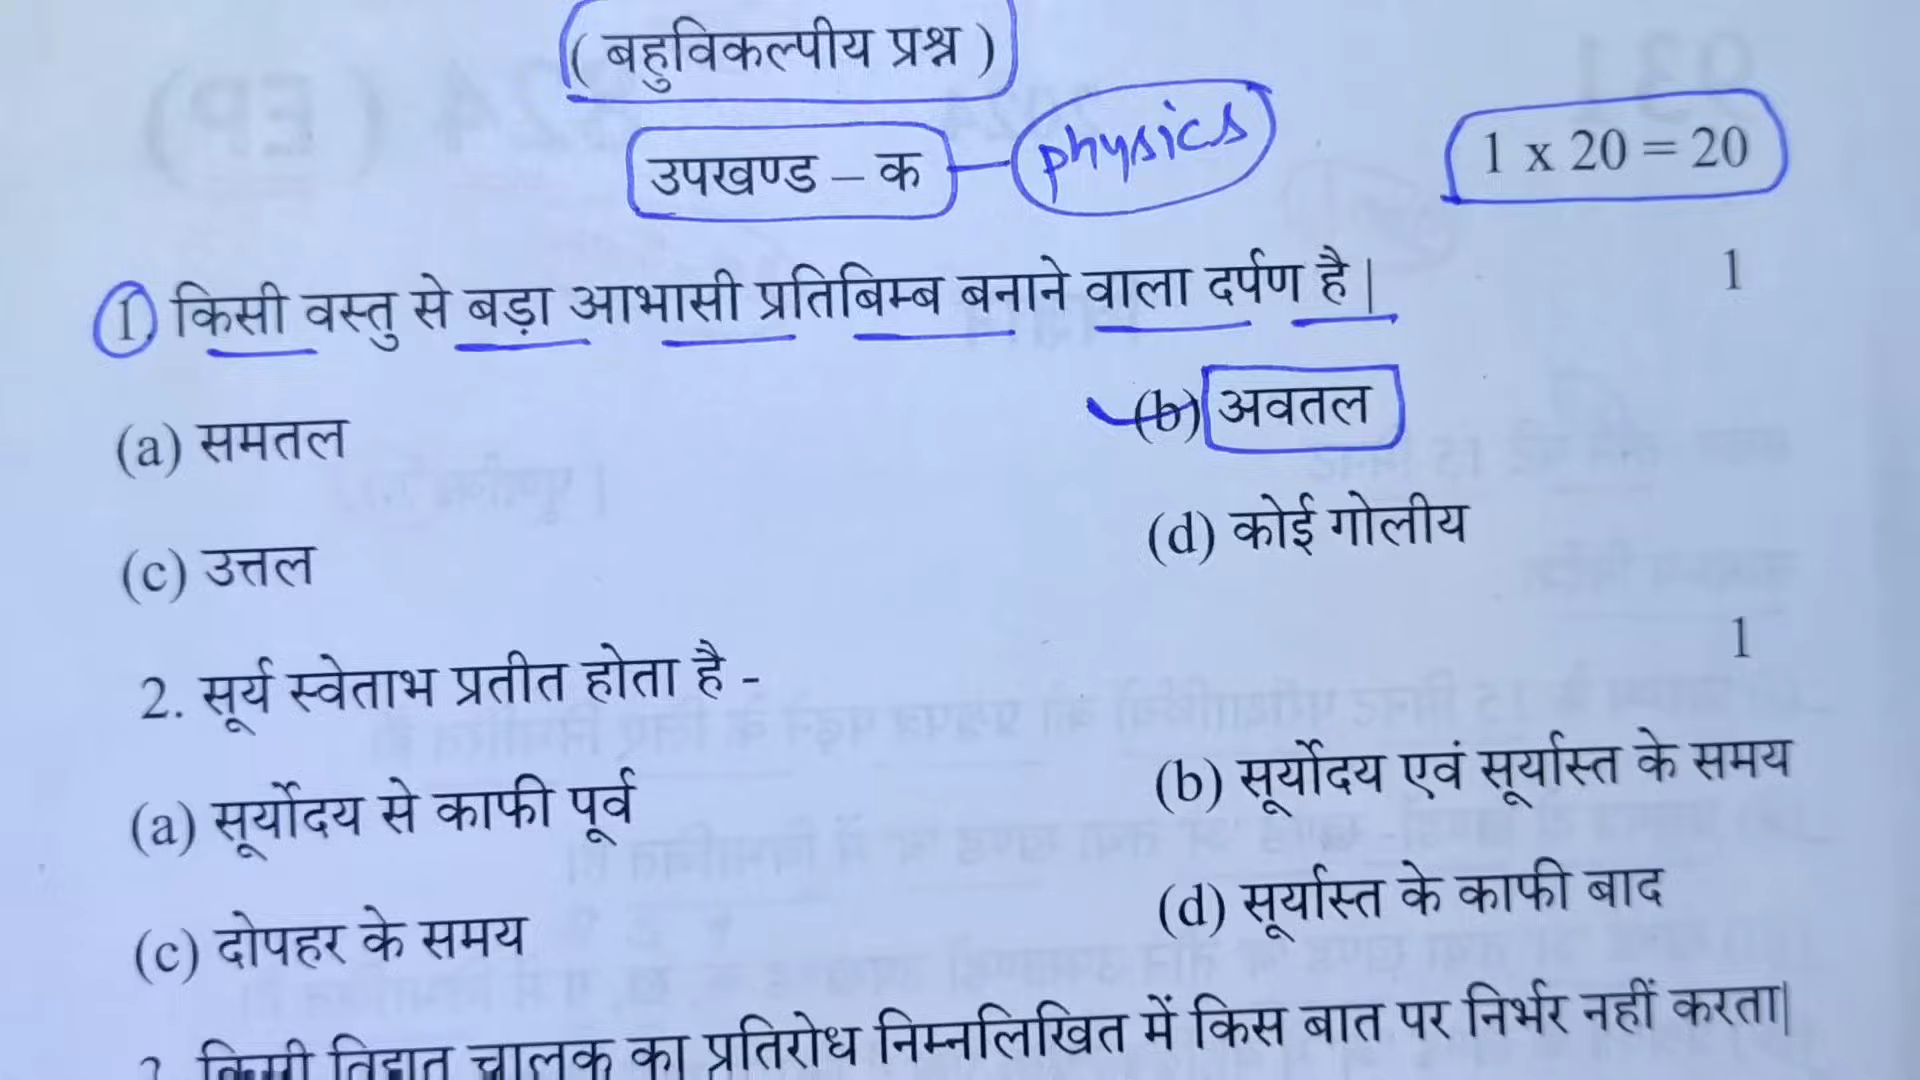 ( बहुविकल्पीय प्रश्न )
उपखण्ड – क physics 1 x 20 = 20
1. किसी वस्तु से बड़ा आभासी प्रतिबिम्ब बनाने वाला दर्पण है| 1
(a) समतल (b) अवतल
(c) उत्तल (d) कोई गोलीय
2. सूर्य स्वेताभ प्रतीत होता है - 1
(a) सूर्योदय से काफी पूर्व (b) सूर्योदय एवं सूर्यास्त के समय
(c) दोपहर के समय (d) सूर्यास्त के काफी बाद
किसी विद्युत चालक का प्रतिरोध निम्नलिखित में किस बात पर निर्भर नहीं करता|